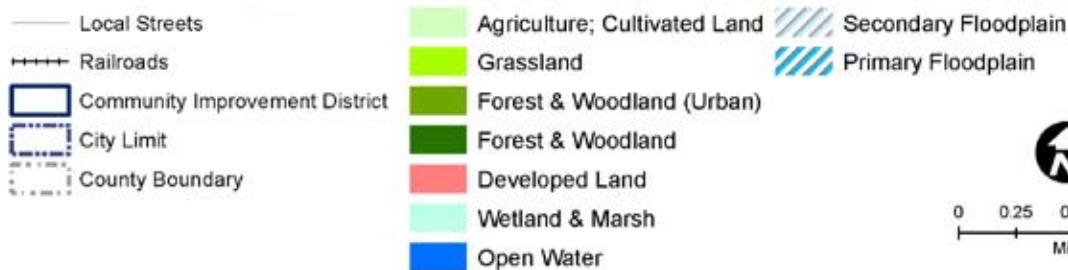 Local Streets
Railroads
Community Improvement District
City Limit
County Boundary
Agriculture; Cultivated Land
Grassland
Forest & Woodland (Urban)
Forest & Woodland
Developed Land
Wetland & Marsh
Open Water
Secondary Floodplain
Primary Floodplain
N
0 0.25